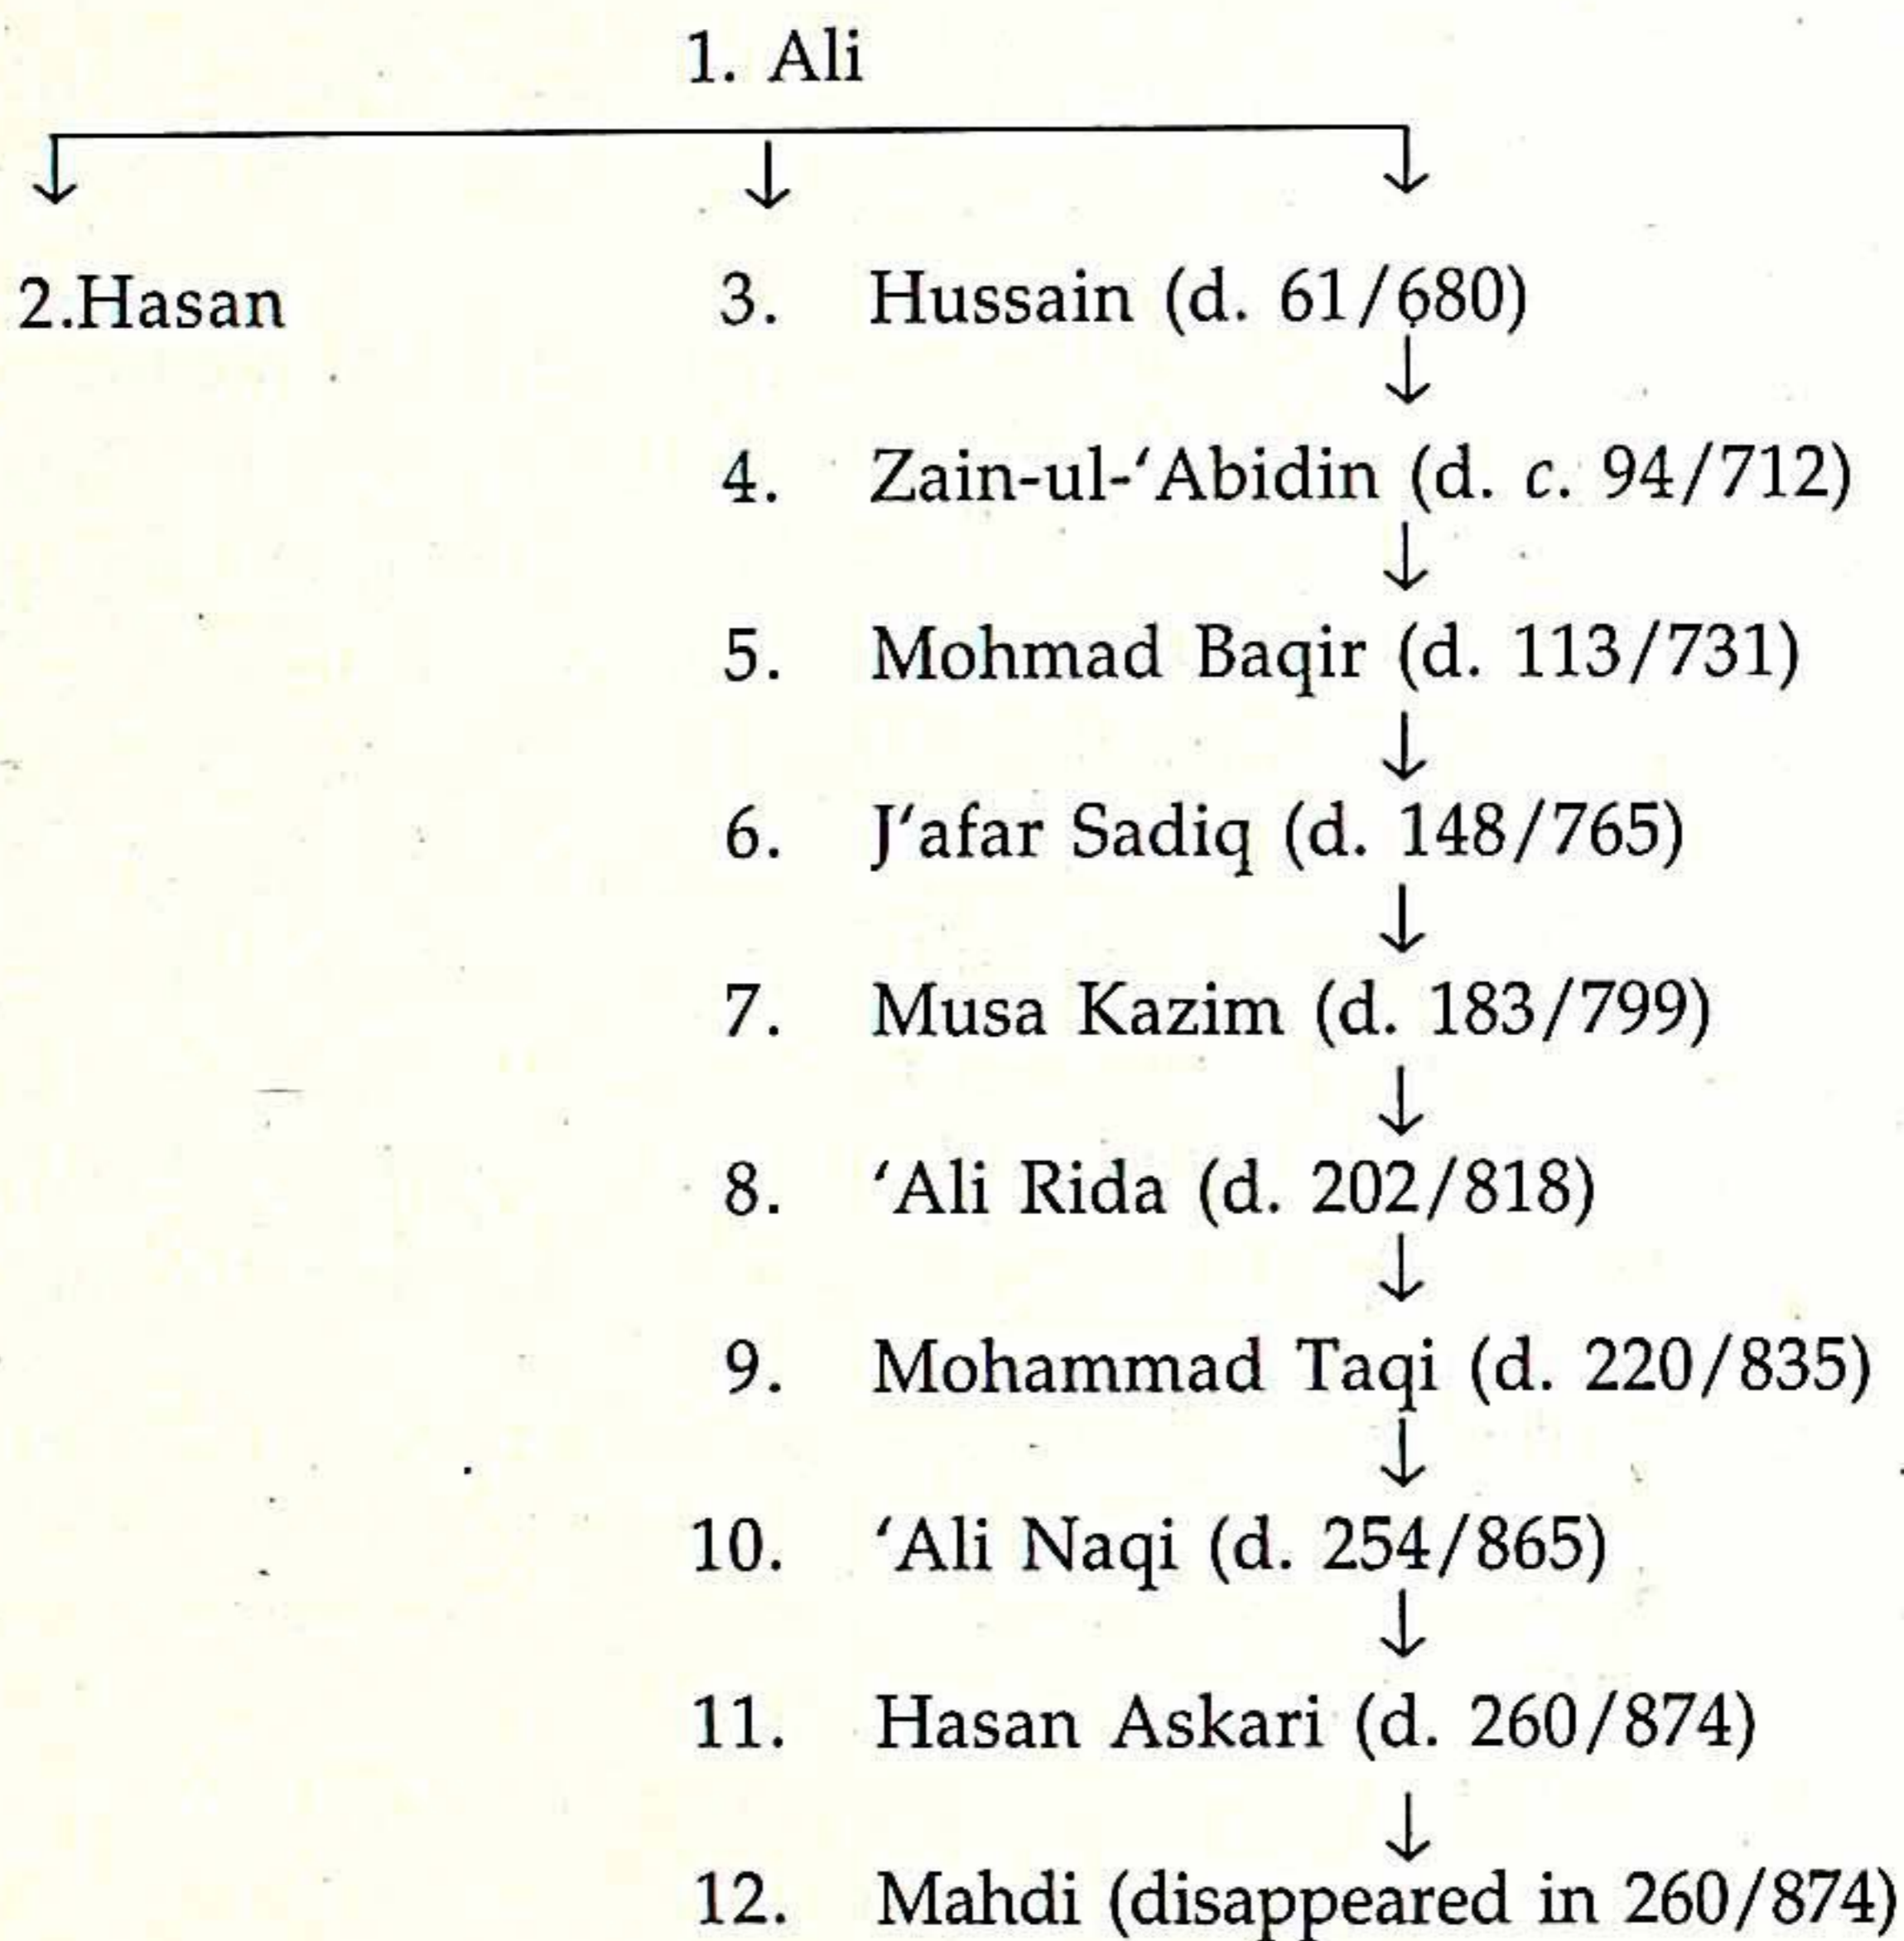 1. Ali
2.Hasan 3. Hussain (d. 61/680)
4. Zain-ul-‘Abidin (d. c. 94/712)
5. Mohmad Baqir (d. 113/731)
6. J‘afar Sadiq (d. 148/765)
7. Musa Kazim (d. 183/799)
8. ‘Ali Rida (d. 202/818)
9. Mohammad Taqi (d. 220/835)
10. ‘Ali Naqi (d. 254/865)
11. Hasan Askari (d. 260/874)
12. Mahdi (disappeared in 260/874)